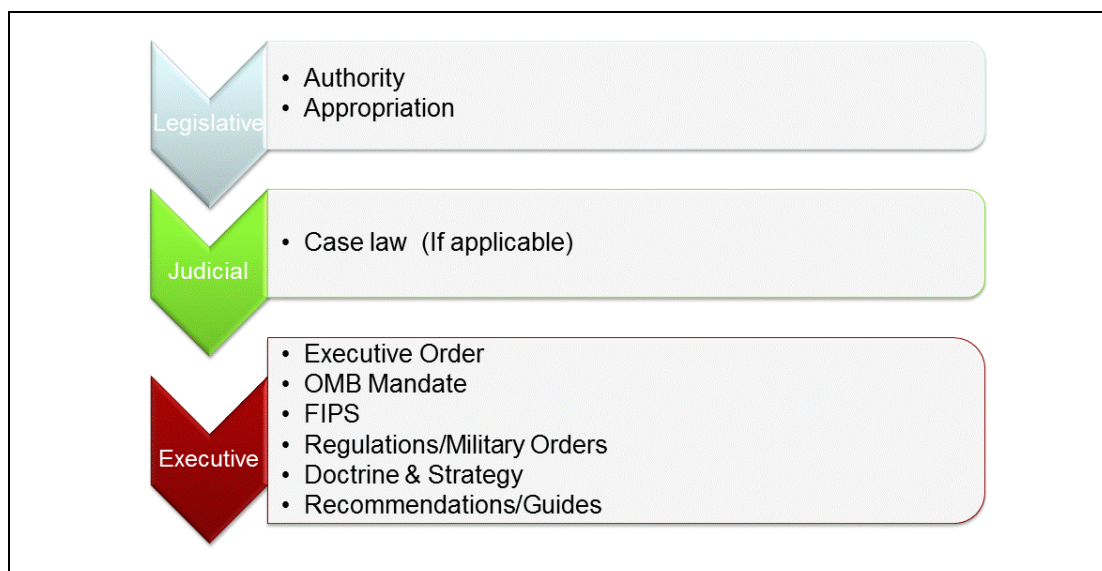 Legislative
• Authority
• Appropriation
Judicial
• Case law (If applicable)
Executive
• Executive Order
• OMB Mandate
• FIPS
• Regulations/Military Orders
• Doctrine & Strategy
• Recommendations/Guides